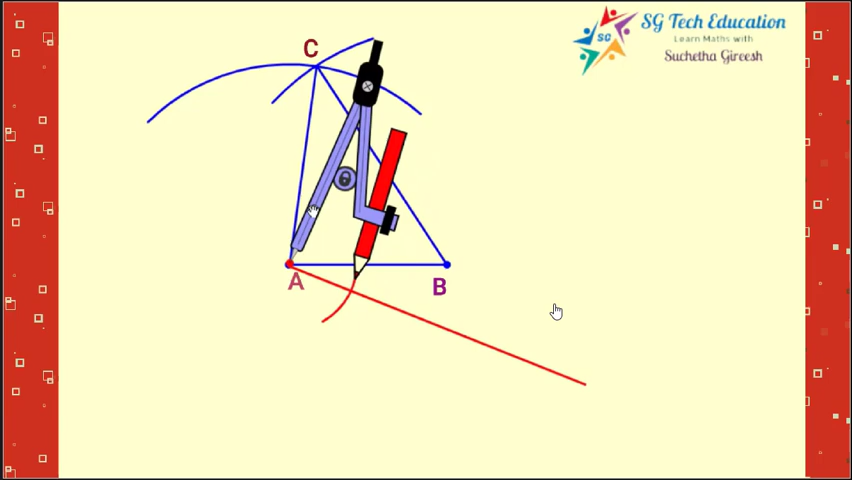 SG Tech Education
Learn Maths with
SG
Suchetha Gireesh
C
A
B